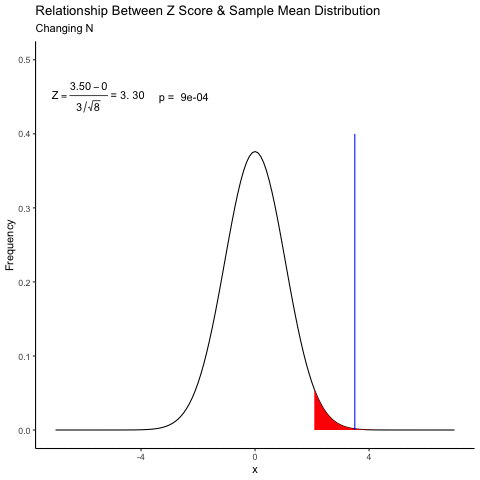 Relationship Between Z Score & Sample Mean Distribution
Changing N
0.5
Z = 3.50 – 0 / 3/√8 = 3. 30 p = 9e-04
0.4
0.3
0.2
0.1
0.0
Frequency
-4 0 4
x